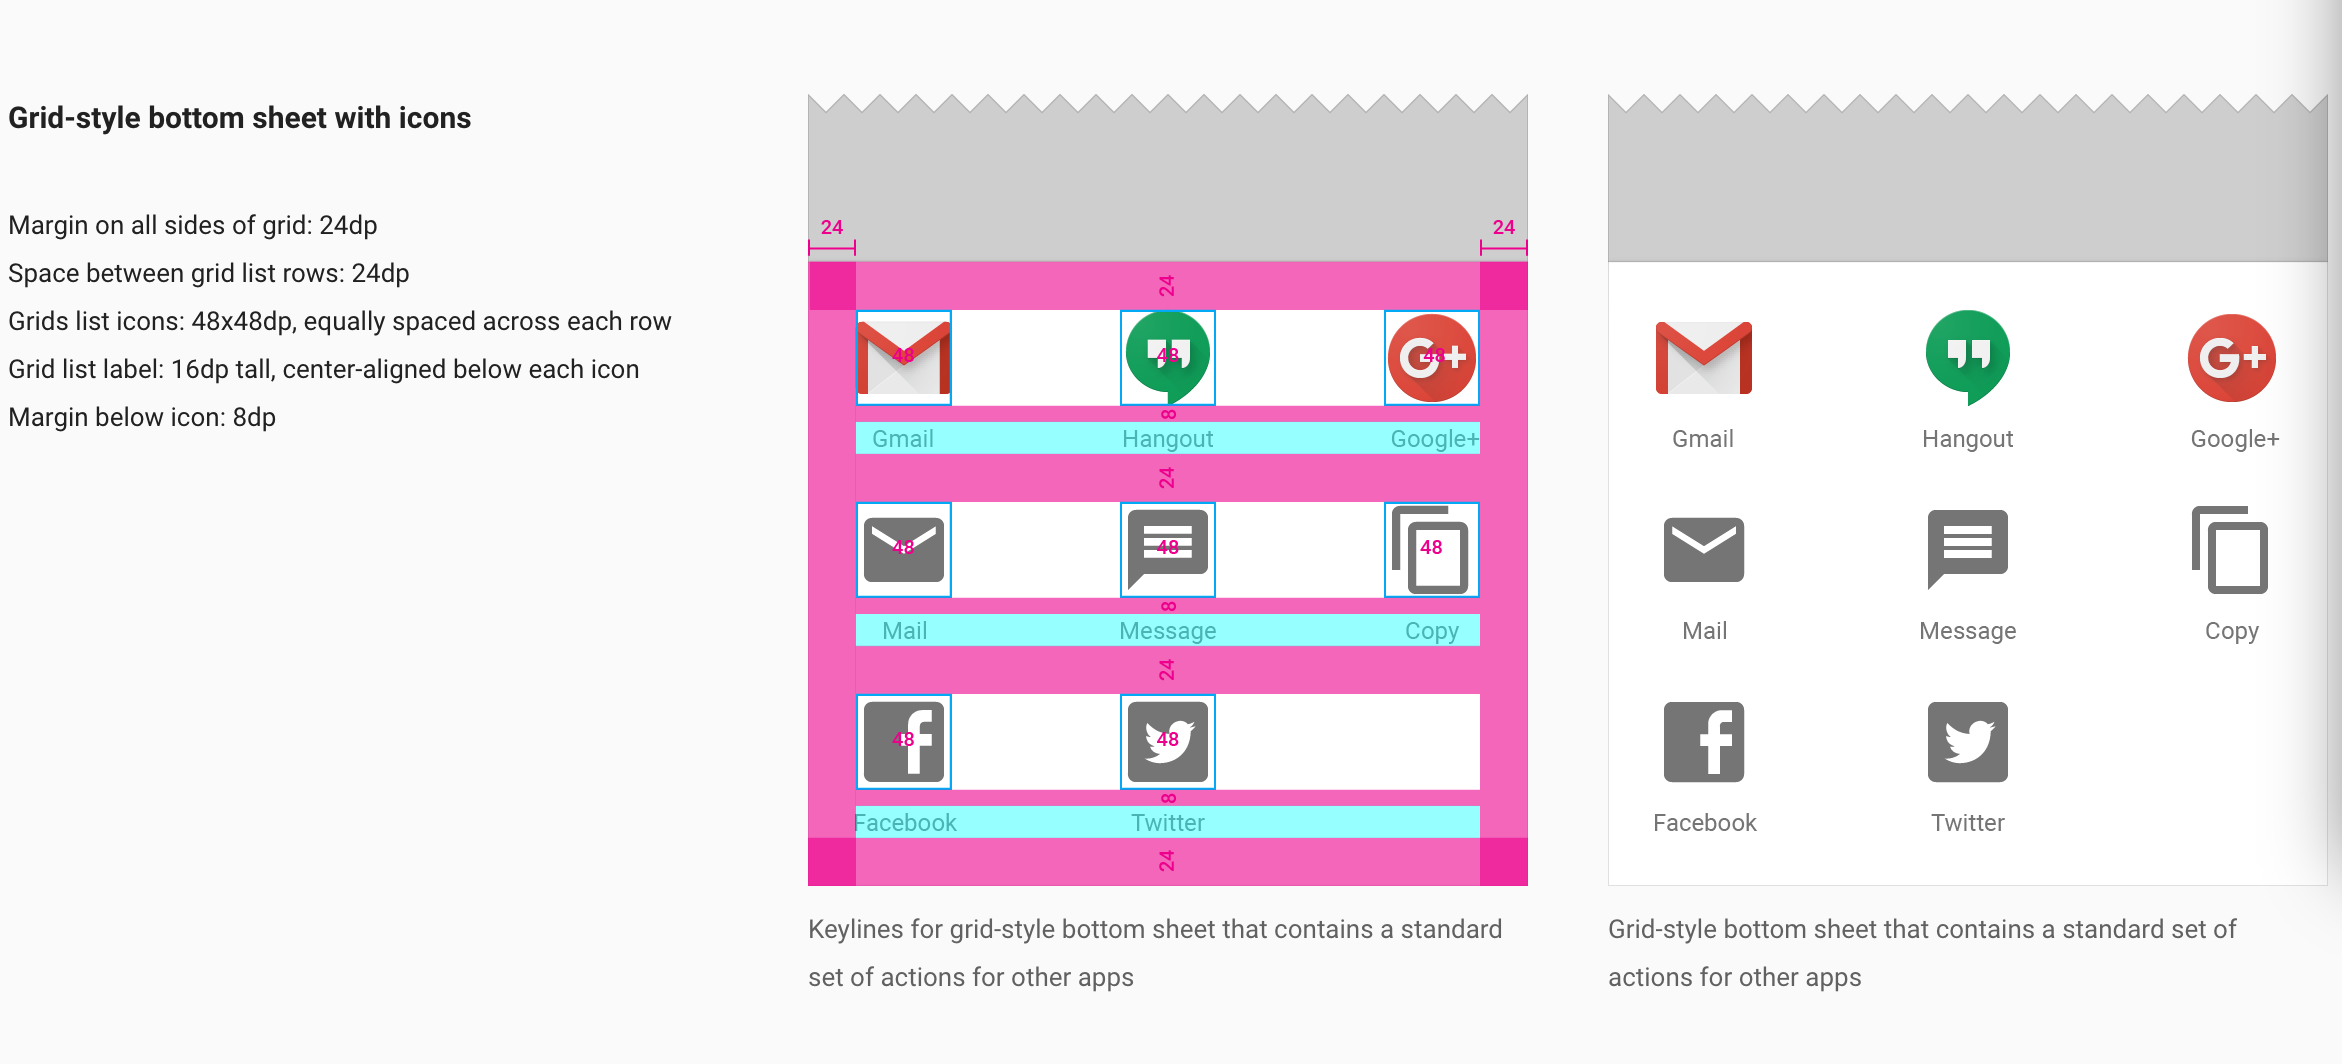 Grid-style bottom sheet with icons
Margin on all sides of grid: 24dp
Space between grid list rows: 24dp
Grids list icons: 48x48dp, equally spaced across each row
Grid list label: 16dp tall, center-aligned below each icon
Margin below icon: 8dp
24 24
24
48 48 48
8
Gmail Hangout Google+
24
48 48 48
8
Mail Message Copy
24
48 48
8
Facebook Twitter
24
Keylines for grid-style bottom sheet that contains a standard
set of actions for other apps
G+
Gmail Hangout Google+
Mail Message Copy
Facebook Twitter
Grid-style bottom sheet that contains a standard set of
actions for other apps